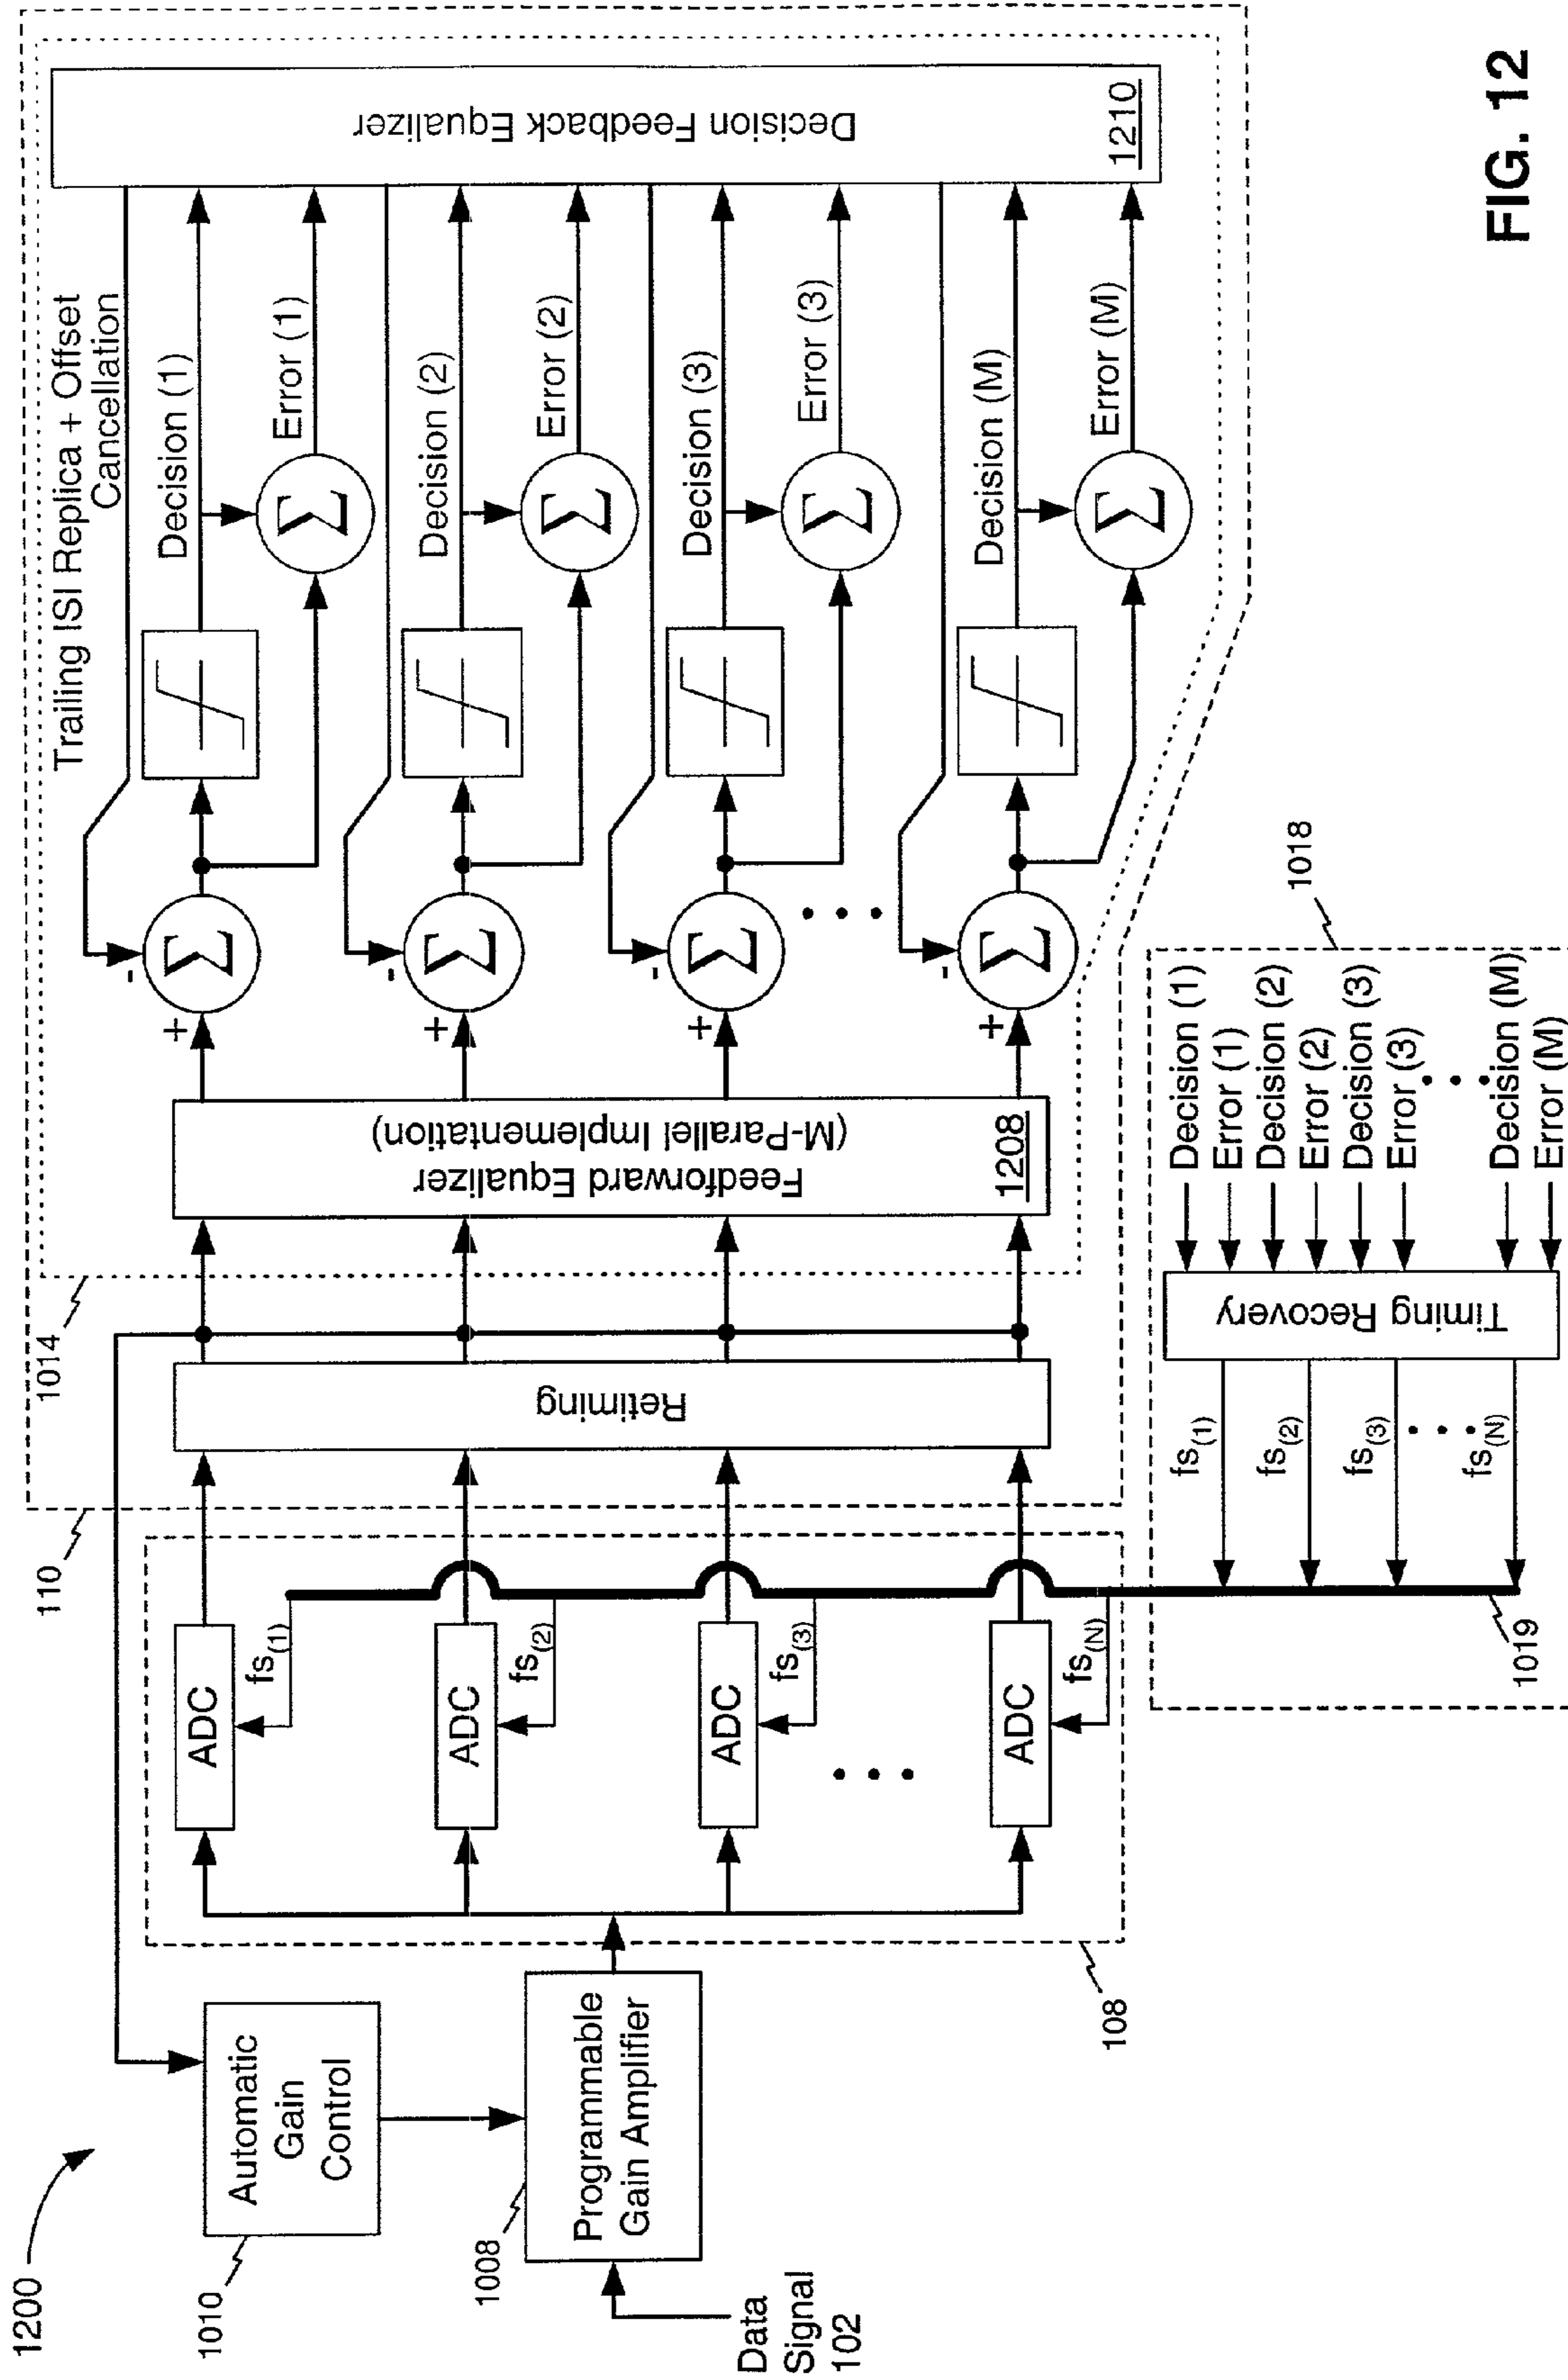 1200
1010
Automatic
Gain
Control
1008
Programmable
Gain Amplifier
Data
Signal
102
108
ADC
fs(1)
ADC
fs(2)
ADC
fs(3)
• • •
ADC
fs(N)
110
Retiming
1014
Feedforward Equalizer
(M-Parallel Implementation)
1208
Trailing ISI Replica + Offset
Cancellation
+
-
Σ
Decision (1)
Σ
Error (1)
+
-
Σ
Decision (2)
Σ
Error (2)
+
-
Σ
Decision (3)
Σ
Error (3)
• • •
+
-
Σ
Decision (M)
Σ
Error (M)
Decision Feedback Equalizer
1210
1018
1019
fs(1)
fs(2)
fs(3)
• • •
fs(N)
Timing Recovery
Decision (1)
Error (1)
Decision (2)
Error (2)
Decision (3)
Error (3)
• • •
Decision (M)
Error (M)
FIG. 12